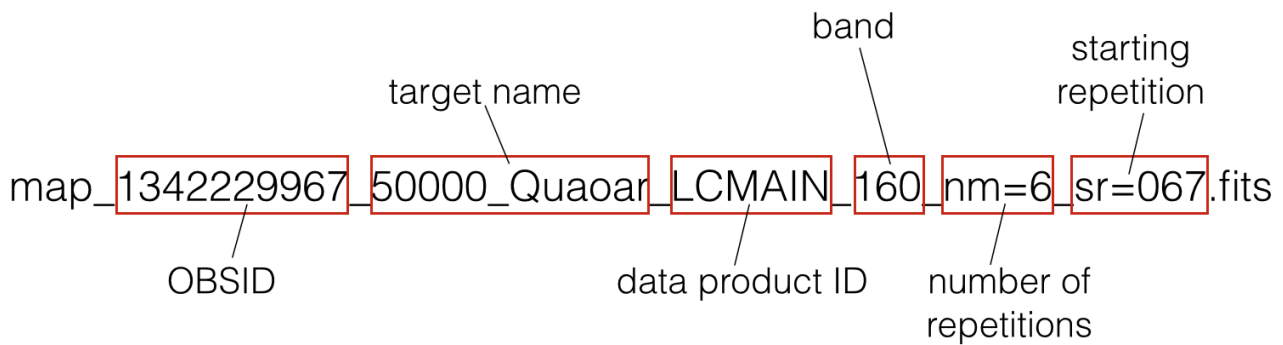 band
starting
repetition
target name
map_1342229967_50000_Quaoar_LCMAIN_160_nm=6_sr=067.fits
OBSID
data product ID
number of
repetitions